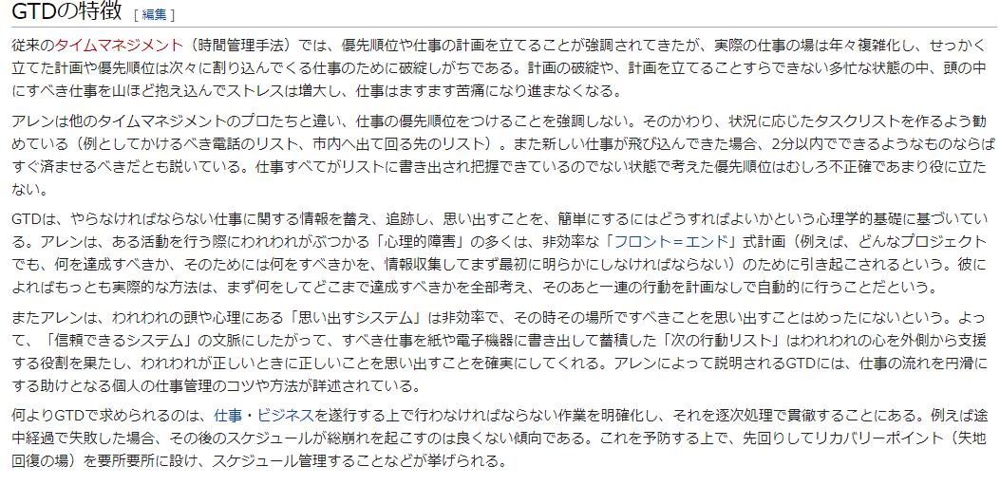 GTDの特徴 [ 編集 ]
従来のタイムマネジメント（時間管理手法）では、優先順位や仕事の計画を立てることが強調されてきたが、実際の仕事の場は年々複雑化し、せっかく
立てた計画や優先順位は次々に割り込んでくる仕事のために破綻しがちである。計画の破綻や、計画を立てることすらできない多忙な状態の中、頭の中
にすべき仕事を山ほど抱え込んでストレスは増大し、仕事はますます苦痛になり進まなくなる。
アレンは他のタイムマネジメントのプロたちと違い、仕事の優先順位をつけることを強調しない。そのかわり、状況に応じたタスクリストを作るよう勧
めている（例としてかけるべき電話のリスト、市内へ出て回る先のリスト）。また新しい仕事が飛び込んできた場合、2分以内でできるようなものならば
すぐ済ませるべきだとも説いている。仕事すべてがリストに書き出され把握できているのでない状態で考えた優先順位はむしろ不正確であまり役に立た
ない。
GTDは、やらなければならない仕事に関する情報を蓄え、追跡し、思い出すことを、簡単にするにはどうすればよいかという心理学的基礎に基づいてい
る。アレンは、ある活動を行う際にわれわれがぶつかる「心理的障害」の多くは、非効率な「フロント＝エンド」式計画（例えば、どんなプロジェクト
でも、何を達成すべきか、そのためには何をすべきかを、情報収集してまず最初に明らかにしなければならない）のために引き起こされるという。彼に
よればもっとも実際的な方法は、まず何をしてどこまで達成すべきかを全部考え、そのあと一連の行動を計画なしで自動的に行うことだという。
またアレンは、われわれの頭や心理にある「思い出すシステム」は非効率で、その時その場所ですべきことを思い出すことはめったにないという。よっ
て、「信頼できるシステム」の文脈にしたがって、すべき仕事を紙や電子機器に書き出して蓄積した「次の行動リスト」はわれわれの心を外側から支援
する役割を果たし、われわれが正しいときに正しいことを思い出すことを確実にしてくれる。アレンによって説明されるGTDには、仕事の流れを円滑に
する助けとなる個人の仕事管理のコツや方法が詳述されている。
何よりGTDで求められるのは、仕事・ビジネスを遂行する上で行わなければならない作業を明確化し、それを逐次処理で貫徹することにある。例えば途
中経過で失敗した場合、その後のスケジュールが総崩れを起こすのは良くない傾向である。これを予防する上で、先回りしてリカバリーポイント（失地
回復の場）を要所要所に設け、スケジュール管理することなどが挙げられる。